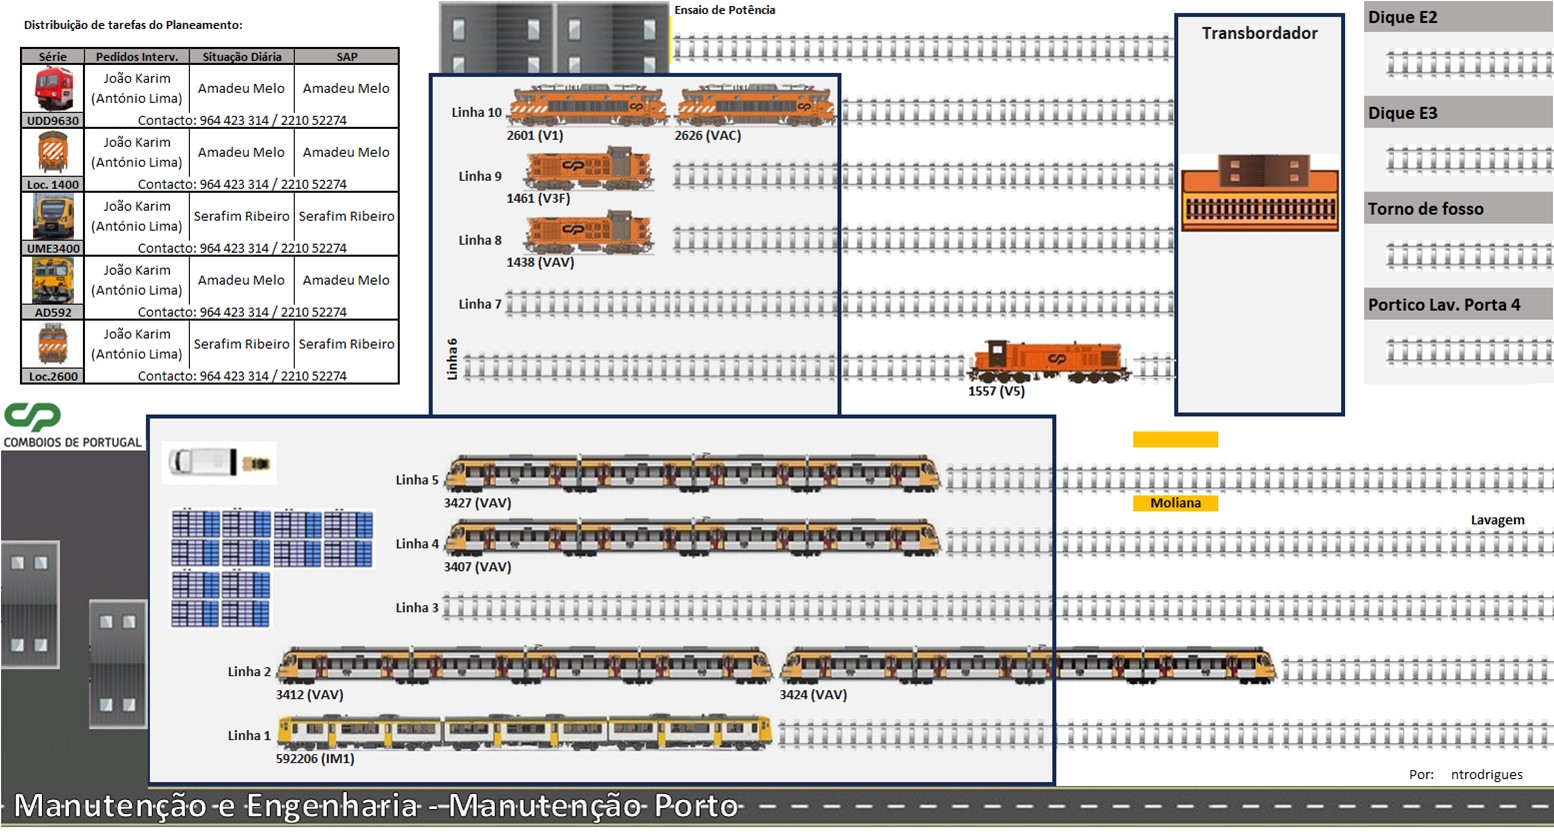 Distribuição de tarefas do Planeamento:
Série Pedidos Interv. Situação Diária SAP
João Karim
(António Lima) Amadeu Melo Amadeu Melo
UDD9630 Contacto: 964 423 314 / 2210 52274
João Karim
(António Lima) Amadeu Melo Amadeu Melo
Loc. 1400 Contacto: 964 423 314 / 2210 52274
João Karim
(António Lima) Serafim Ribeiro Serafim Ribeiro
UME3400 Contacto: 964 423 314 / 2210 52274
João Karim
(António Lima) Amadeu Melo Amadeu Melo
AD592 Contacto: 964 423 314 / 2210 52274
João Karim
(António Lima) Serafim Ribeiro Serafim Ribeiro
Loc.2600 Contacto: 964 423 314 / 2210 52274
CP
COMBOIOS DE PORTUGAL
Ensaio de Potência
Linha 10
2601 (V1) 2626 (VAC)
Linha 9
1461 (V3F)
Linha 8
1438 (VAV)
Linha 7
Linha 6
1557 (V5)
Transbordador
Dique E2
Dique E3
Torno de fosso
Portico Lav. Porta 4
Linha 5
3427 (VAV)
Moliana
Lavagem
Linha 4
3407 (VAV)
Linha 3
Linha 2
3412 (VAV) 3424 (VAV)
Linha 1
592206 (IM1)
Por: ntrodrigues
Manutenção e Engenharia - Manutenção Porto